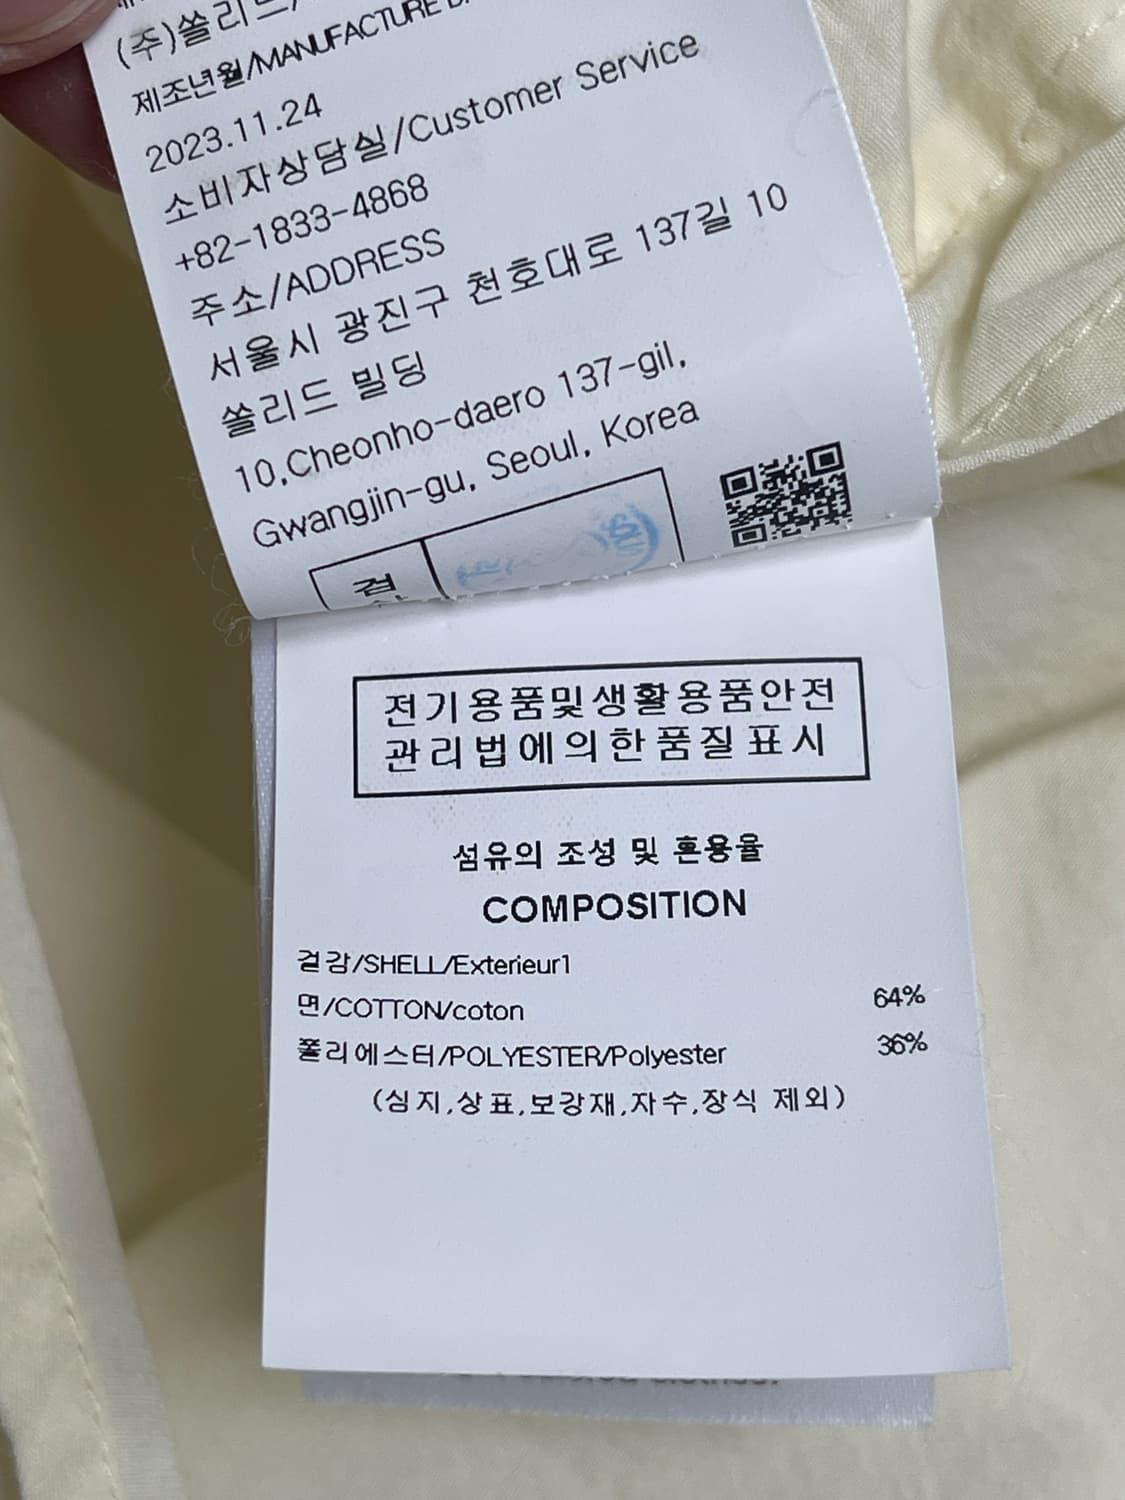 (주)쏠리드/
제조년월/MANUFACTURE
2023.11.24
소비자상담실/Customer Service
+82-1833-4868
주소/ADDRESS
서울시 광진구 천호대로 137길 10
쏠리드 빌딩
10,Cheonho-daero 137-gil,
Gwangjin-gu, Seoul, Korea
검
전기용품및생활용품안전
관리법에의한품질표시
섬유의 조성 및 혼용율
COMPOSITION
겉감/SHELL/Exterieur1
면/COTTON/coton 64%
폴리에스터/POLYESTER/Polyester 36%
(심지,상표,보강재,자수,장식 제외)